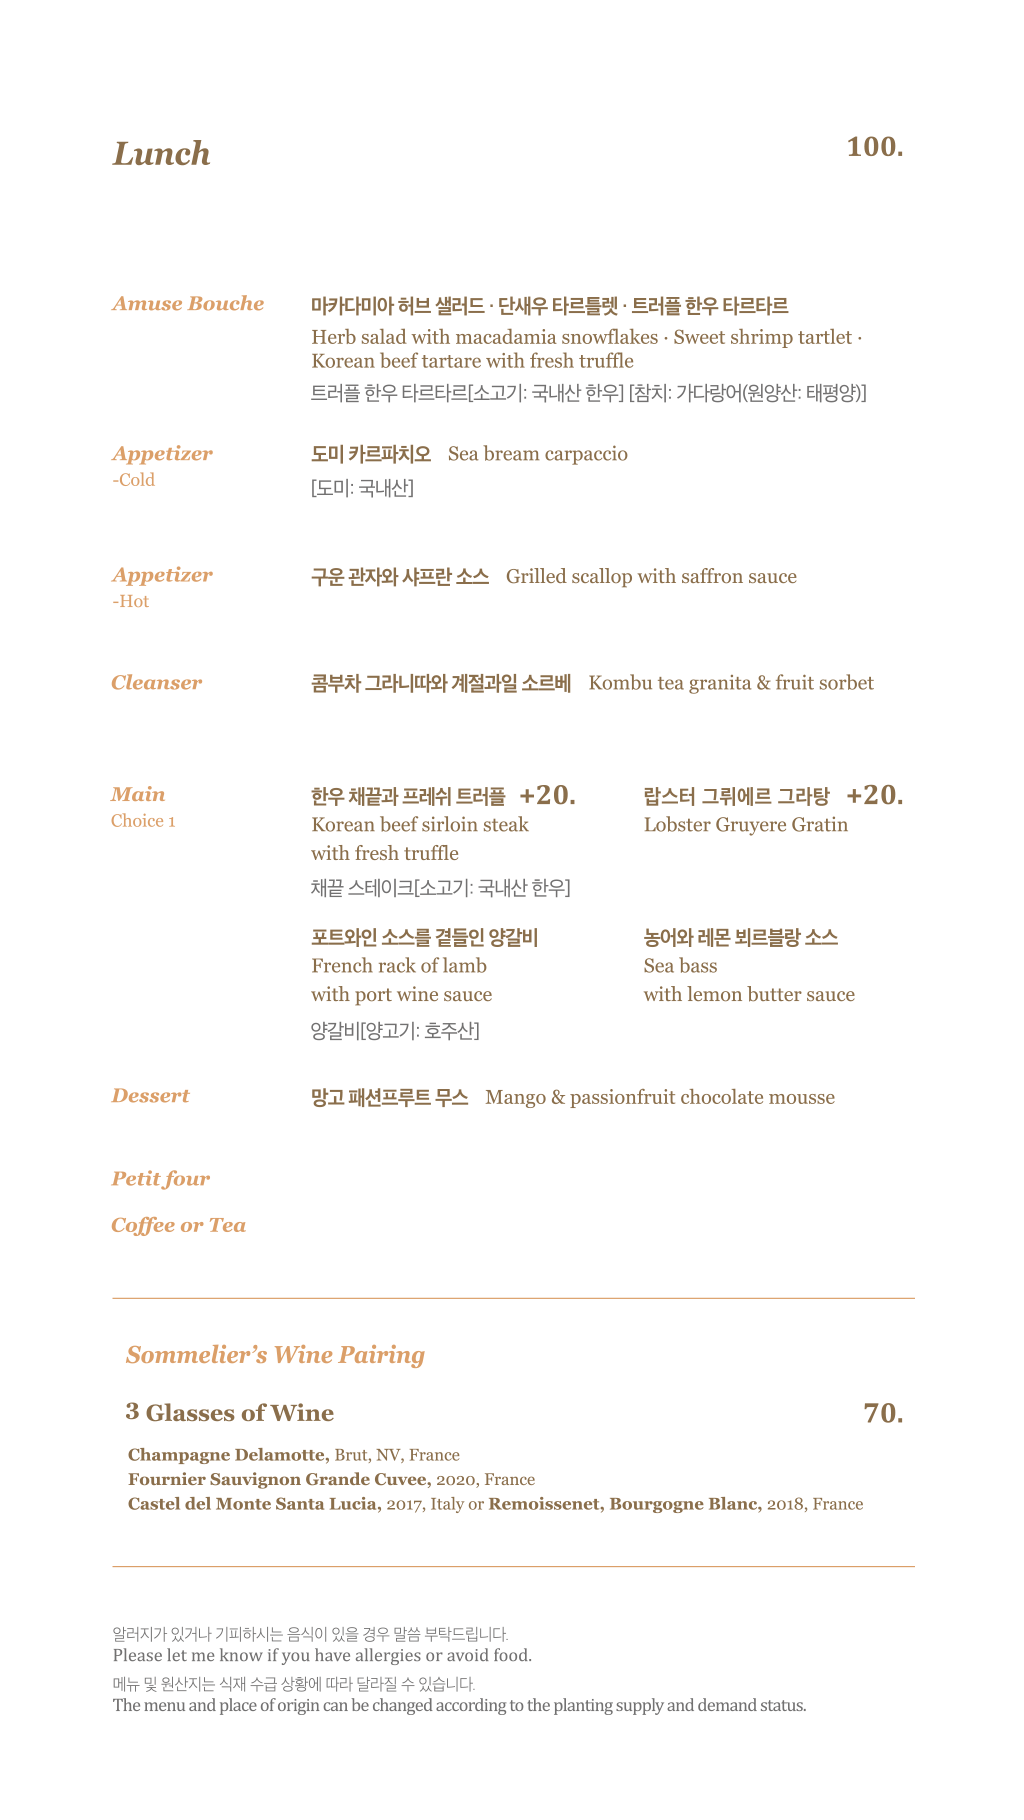 Lunch 100.
Amuse Bouche 마카다미아 허브 샐러드 · 단새우 타르틀렛 · 트러플 한우 타르타르
Herb salad with macadamia snowflakes · Sweet shrimp tartlet ·
Korean beef tartare with fresh truffle
트러플 한우 타르타르[소고기: 국내산 한우] [참치: 가다랑어(원양산: 태평양)]
Appetizer 도미 카르파치오 Sea bream carpaccio
-Cold
[도미: 국내산]
Appetizer 구운 관자와 샤프란 소스 Grilled scallop with saffron sauce
-Hot
Cleanser 콤부차 그라니따와 계절과일 소르베 Kombu tea granita & fruit sorbet
Main
Choice 1
한우 채끝과 프레쉬 트러플 +20.
Korean beef sirloin steak
with fresh truffle
채끝 스테이크[소고기: 국내산 한우]
랍스터 그뤼에르 그라탕 +20.
Lobster Gruyere Gratin
포트와인 소스를 곁들인 양갈비
French rack of lamb
with port wine sauce
양갈비[양고기: 호주산]
농어와 레몬 뵈르블랑 소스
Sea bass
with lemon butter sauce
Dessert 망고 패션프루트 무스 Mango & passionfruit chocolate mousse
Petit four
Coffee or Tea
Sommelier’s Wine Pairing
3 Glasses of Wine 70.
Champagne Delamotte, Brut, NV, France
Fournier Sauvignon Grande Cuvee, 2020, France
Castel del Monte Santa Lucia, 2017, Italy or Remoissenet, Bourgogne Blanc, 2018, France
알러지가 있거나 기피하시는 음식이 있을 경우 말씀 부탁드립니다.
Please let me know if you have allergies or avoid food.
메뉴 및 원산지는 식재 수급 상황에 따라 달라질 수 있습니다.
The menu and place of origin can be changed according to the planting supply and demand status.